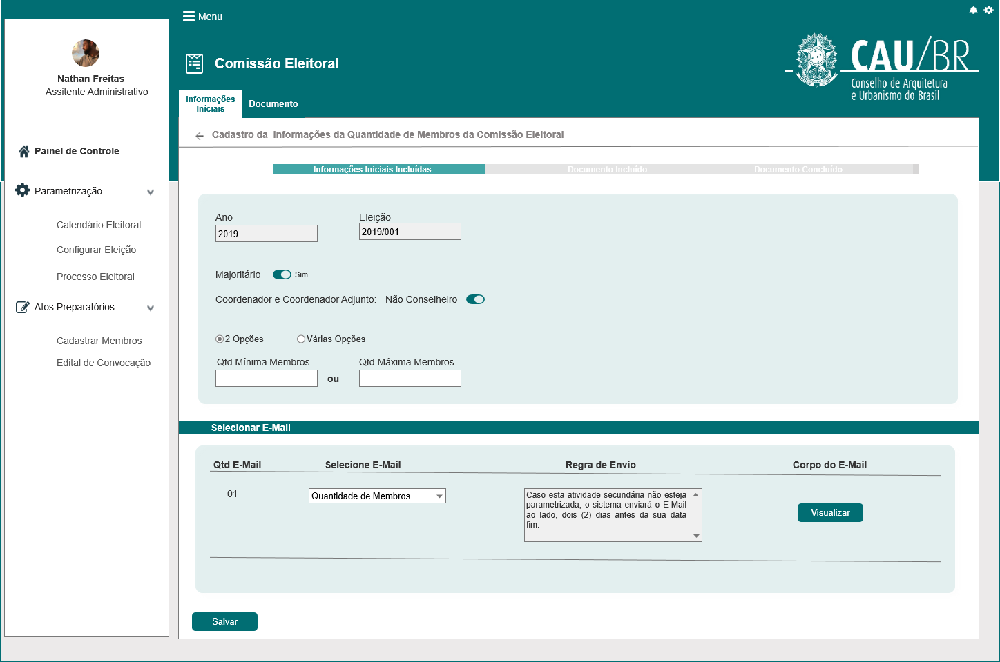 Menu
Nathan Freitas
Assitente Administrativo
Painel de Controle
Parametrização
Calendário Eleitoral
Configurar Eleição
Processo Eleitoral
Atos Preparatórios
Cadastrar Membros
Edital de Convocação
Comissão Eleitoral
CAU/BR
Conselho de Arquitetura
e Urbanismo do Brasil
Informações
Iníciais
Documento
Cadastro da Informações da Quantidade de Membros da Comissão Eleitoral
Informações Iniciais Incluídas
Documento Incluído
Documento Concluído
Ano
Eleição
2019
2019/001
Majoritário
Sim
Coordenador e Coordenador Adjunto: Não Conselheiro
2 Opções
Várias Opções
Qtd Mínima Membros
Qtd Máxima Membros
ou
Selecionar E-Mail
Qtd E-Mail
Selecione E-Mail
Regra de Envio
Corpo do E-Mail
01
Quantidade de Membros
Caso esta atividade secundária não esteja
parametrizada, o sistema enviará o E-Mail
ao lado, dois (2) dias antes da sua data
fim.
Visualizar
Salvar